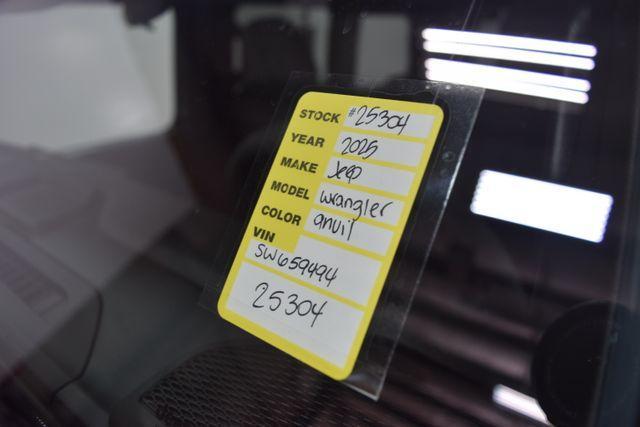 STOCK #25304
YEAR 2025
MAKE Jeep
MODEL wrangler
COLOR anvil
VIN
SW659494
25304